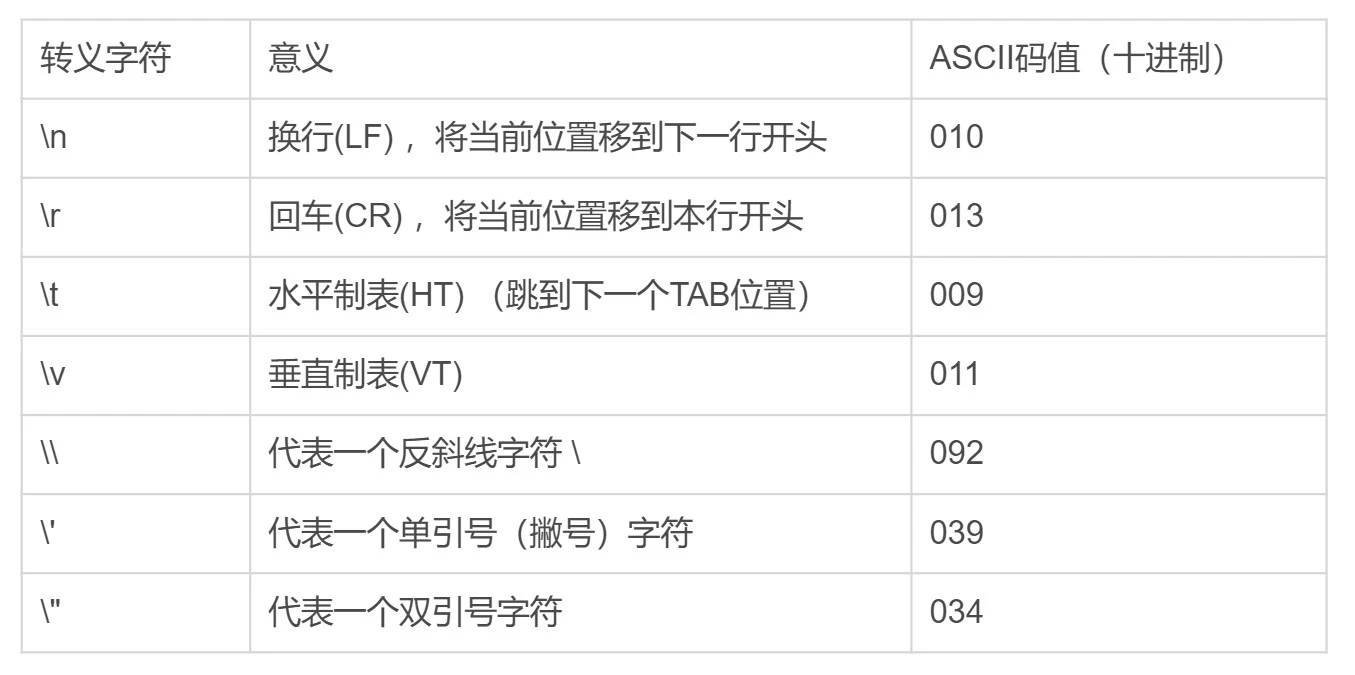 转义字符 意义 ASCII码值（十进制）
\n 换行(LF) ，将当前位置移到下一行开头 010
\r 回车(CR) ，将当前位置移到本行开头 013
\t 水平制表(HT) （跳到下一个TAB位置） 009
\v 垂直制表(VT) 011
\\ 代表一个反斜线字符 \ 092
\' 代表一个单引号（撇号）字符 039
\" 代表一个双引号字符 034